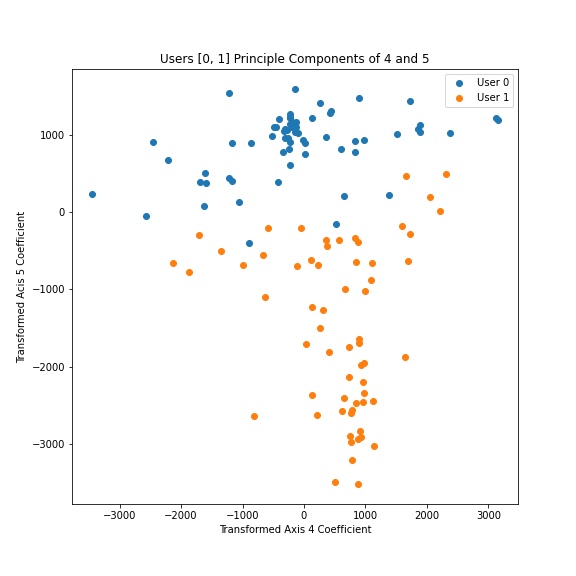 Users [0, 1] Principle Components of 4 and 5
User 0
User 1
Transformed Acis 5 Coefficient
1000
0
−1000
−2000
−3000
−3000
−2000
−1000
0
1000
2000
3000
Transformed Axis 4 Coefficient